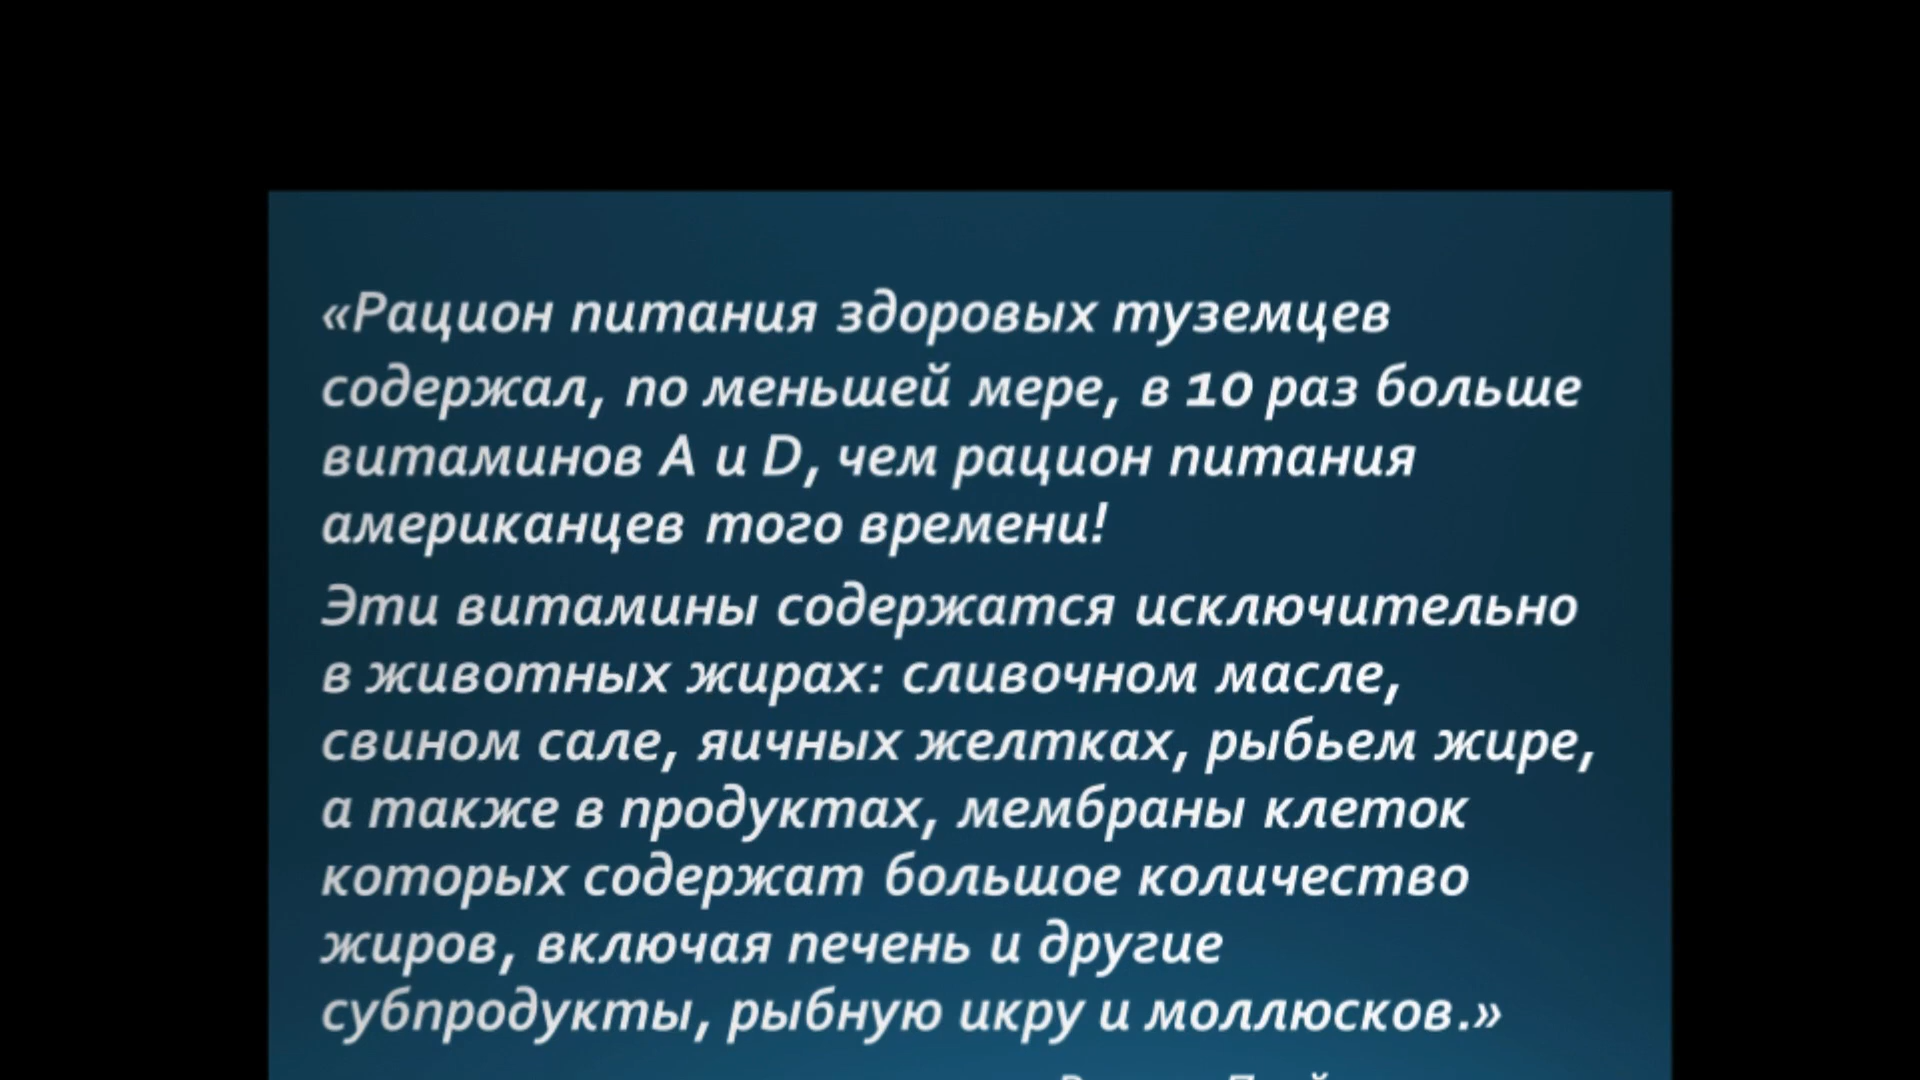 «Рацион питания здоровых туземцев
содержал, по меньшей мере, в 10 раз больше
витаминов А и D, чем рацион питания
американцев того времени!
Эти витамины содержатся исключительно
в животных жирах: сливочном масле,
свином сале, яичных желтках, рыбьем жире,
а также в продуктах, мембраны клеток
которых содержат большое количество
жиров, включая печень и другие
субпродукты, рыбную икру и моллюсков.»